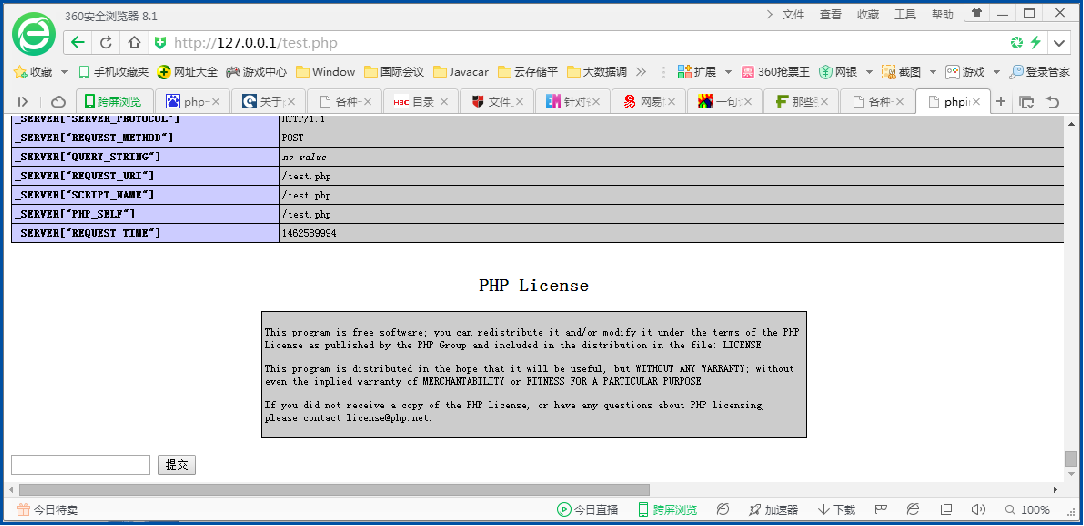 360安全浏览器 8.1
文件 查看 收藏 工具 帮助
http://127.0.0.1/test.php
收藏 手机收藏夹 网址大全 游戏中心 Window 国际会议 Javacar 云存储平 大数据调 扩展 360抢票王 网银 截图 游戏 登录管家
跨屏浏览 php 关于 各种 H3C 目录 文件 针对 网易 一句 那些 各种 phpi
_SERVER["SERVER_PROTOCOL"] HTTP/1.1
_SERVER["REQUEST_METHOD"] POST
_SERVER["QUERY_STRING"] no value
_SERVER["REQUEST_URI"] /test.php
_SERVER["SCRIPT_NAME"] /test.php
_SERVER["PHP_SELF"] /test.php
_SERVER["REQUEST_TIME"] 1462539994
PHP License
This program is free software; you can redistribute it and/or modify it under the terms of the PHP
License as published by the PHP Group and included in the distribution in the file: LICENSE
This program is distributed in the hope that it will be useful, but WITHOUT ANY WARRANTY; without
even the implied warranty of MERCHANTABILITY or FITNESS FOR A PARTICULAR PURPOSE.
If you did not receive a copy of the PHP license, or have any questions about PHP licensing,
please contact license@php.net.
提交
今日特卖 今日直播 跨屏浏览 加速器 下载 100%